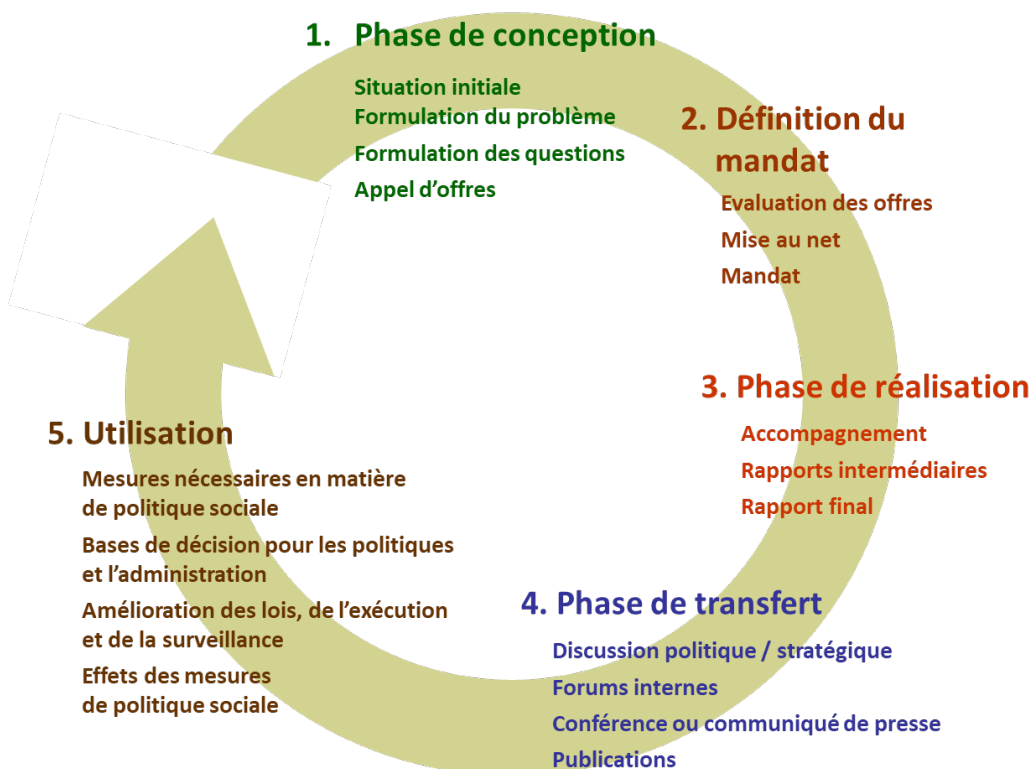 1. Phase de conception
Situation initiale
Formulation du problème
Formulation des questions
Appel d’offres
2. Définition du
mandat
Evaluation des offres
Mise au net
Mandat
3. Phase de réalisation
Accompagnement
Rapports intermédiaires
Rapport final
4. Phase de transfert
Discussion politique / stratégique
Forums internes
Conférence ou communiqué de presse
Publications
5. Utilisation
Mesures nécessaires en matière
de politique sociale
Bases de décision pour les politiques
et l’administration
Amélioration des lois, de l’exécution
et de la surveillance
Effets des mesures
de politique sociale